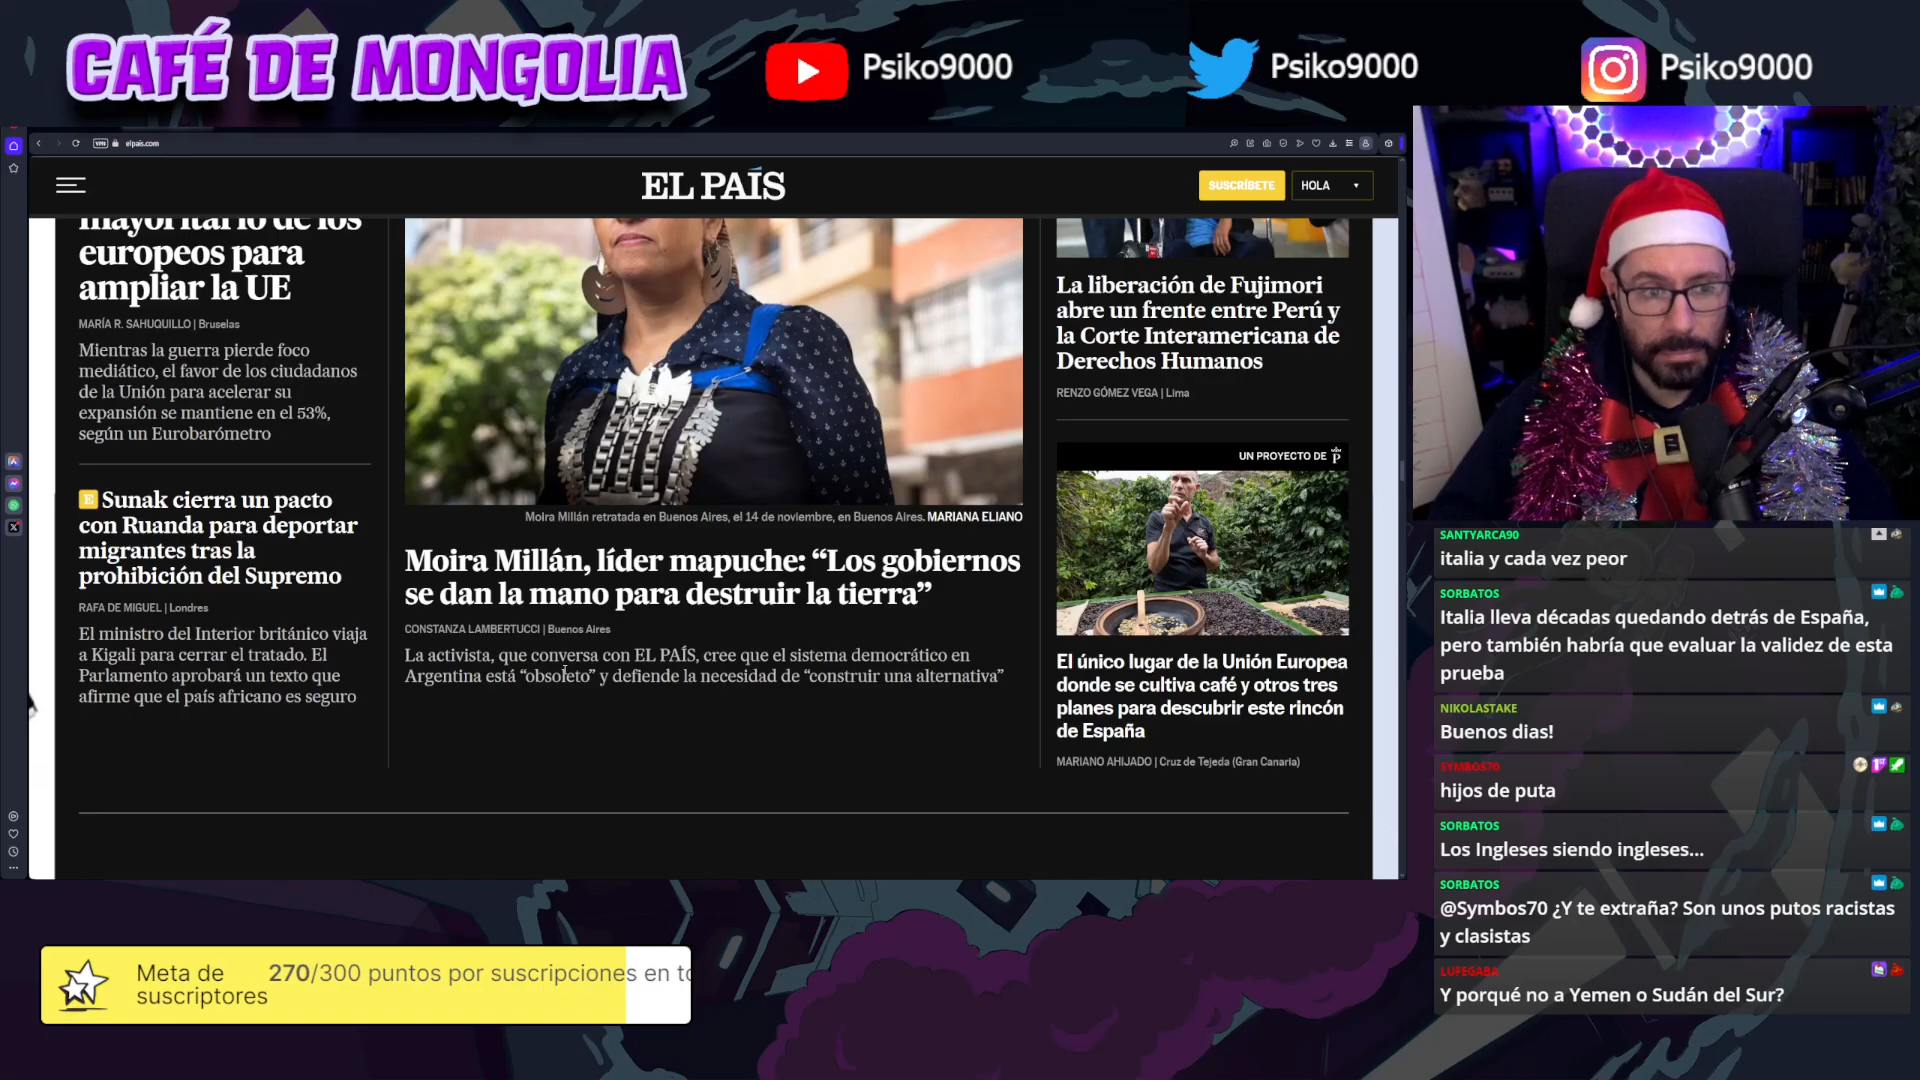 CAFÉ DE MONGOLIA
Psiko9000
Psiko9000
Psiko9000
VPN
elpais.com
EL PAÍS
SUSCRÍBETE
HOLA
mayoritario de los
europeos para
ampliar la UE
MARÍA R. SAHUQUILLO | Bruselas
Mientras la guerra pierde foco
mediático, el favor de los ciudadanos
de la Unión para acelerar su
expansión se mantiene en el 53%,
según un Eurobarómetro
E Sunak cierra un pacto
con Ruanda para deportar
migrantes tras la
prohibición del Supremo
RAFA DE MIGUEL | Londres
El ministro del Interior británico viaja
a Kigali para cerrar el tratado. El
Parlamento aprobará un texto que
afirme que el país africano es seguro
Moira Millán retratada en Buenos Aires, el 14 de noviembre, en Buenos Aires. MARIANA ELIANO
Moira Millán, líder mapuche: “Los gobiernos
se dan la mano para destruir la tierra”
CONSTANZA LAMBERTUCCI | Buenos Aires
La activista, que conversa con EL PAÍS, cree que el sistema democrático en
Argentina está “obsoleto” y defiende la necesidad de “construir una alternativa”
La liberación de Fujimori
abre un frente entre Perú y
la Corte Interamericana de
Derechos Humanos
RENZO GÓMEZ VEGA | Lima
UN PROYECTO DE P
El único lugar de la Unión Europea
donde se cultiva café y otros tres
planes para descubrir este rincón
de España
MARIANO AHIJADO | Cruz de Tejeda (Gran Canaria)
SANTYARCA90
italia y cada vez peor
SORBATOS
Italia lleva décadas quedando detrás de España,
pero también habría que evaluar la validez de esta
prueba
NIKOLASTAKE
Buenos dias!
SYMBOS70
hijos de puta
SORBATOS
Los Ingleses siendo ingleses...
SORBATOS
@Symbos70 ¿Y te extraña? Son unos putos racistas
y clasistas
LUFEGABA
Y porqué no a Yemen o Sudán del Sur?
Meta de
suscriptores
270/300 puntos por suscripciones en to